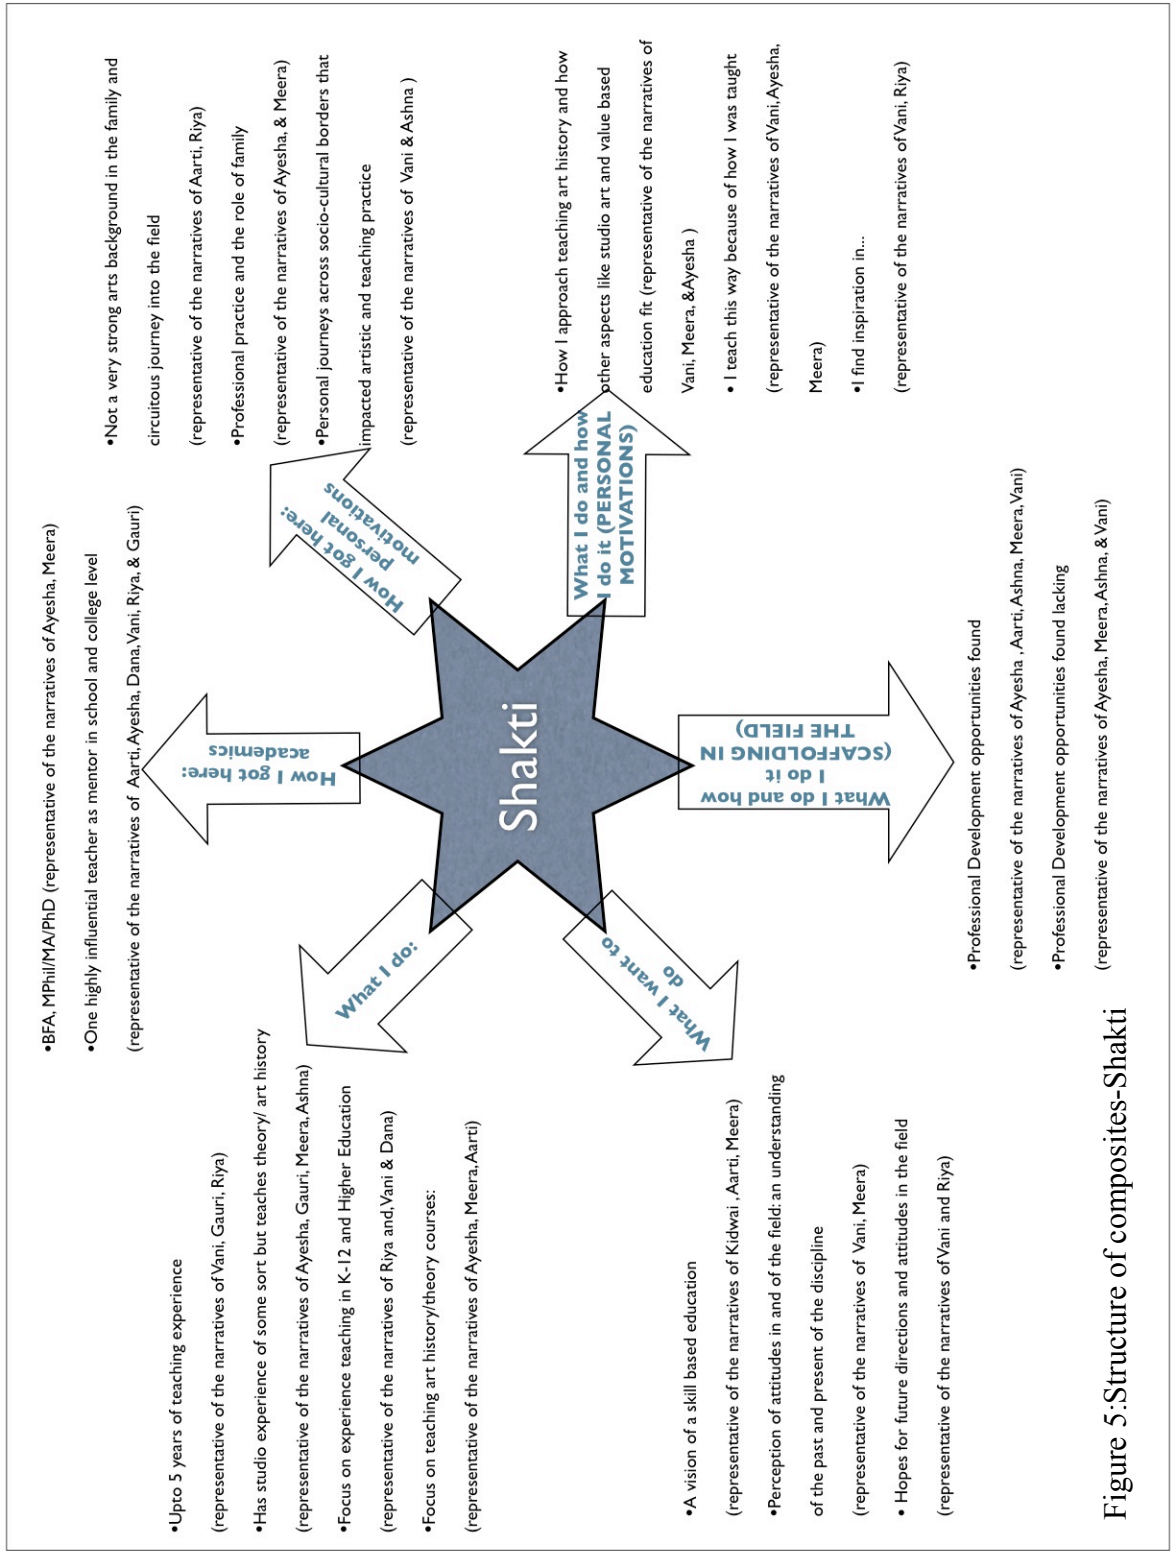 •BFA, MPhil/MA/PhD (representative of the narratives of Ayesha, Meera)
•One highly influential teacher as mentor in school and college level
(representative of the narratives of Aarti, Ayesha, Dana, Vani, Riya, & Gauri)
How I got here:
academics
•Not a very strong arts background in the family and
circuitous journey into the field
(representative of the narratives of Aarti, Riya)
•Professional practice and the role of family
(representative of the narratives of Ayesha, & Meera)
•Personal journeys across socio-cultural borders that
impacted artistic and teaching practice
(representative of the narratives of Vani & Ashna )
How I got here:
personal
motivations
•Upto 5 years of teaching experience
(representative of the narratives of Vani, Gauri, Riya)
•Has studio experience of some sort but teaches theory/ art history
(representative of the narratives of Ayesha, Gauri, Meera, Ashna)
•Focus on experience teaching in K-12 and Higher Education
(representative of the narratives of Riya and, Vani & Dana)
•Focus on teaching art history/theory courses:
(representative of the narratives of Ayesha, Meera, Aarti)
What I do:
Shakti
What I do and how
I do it (PERSONAL
MOTIVATIONS)
•How I approach teaching art history and how
other aspects like studio art and value based
education fit (representative of the narratives of
Vani, Meera, &Ayesha )
• I teach this way because of how I was taught
(representative of the narratives of Vani, Ayesha,
Meera)
•I find inspiration in...
(representative of the narratives of Vani, Riya)
What I want to
do
•A vision of a skill based education
(representative of the narratives of Kidwai , Aarti, Meera)
•Perception of attitudes in and of the field: an understanding
of the past and present of the discipline
(representative of the narratives of Vani, Meera)
• Hopes for future directions and attitudes in the field
(representative of the narratives of Vani and Riya)
What I do and how
I do it
(SCAFFOLDING IN
THE FIELD)
•Professional Development opportunities found
(representative of the narratives of Ayesha , Aarti, Ashna, Meera, Vani)
•Professional Development opportunities found lacking
(representative of the narratives of Ayesha, Meera, Ashna, & Vani)
Figure 5:Structure of composites-Shakti